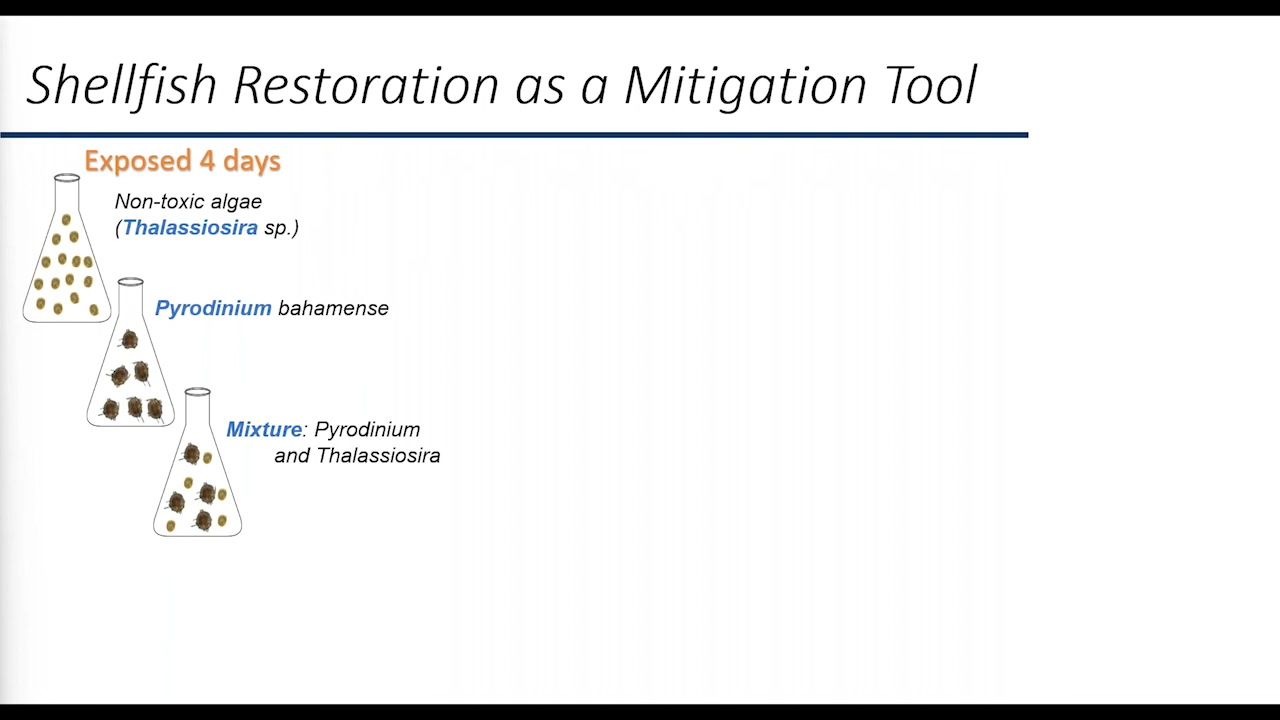 Shellfish Restoration as a Mitigation Tool
Exposed 4 days
Non-toxic algae
(Thalassiosira sp.)
Pyrodinium bahamense
Mixture: Pyrodinium
and Thalassiosira